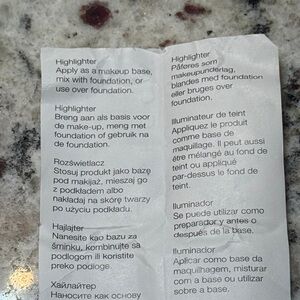 Highlighter
Apply as a makeup base,
mix with foundation, or
use over foundation.
Highlighter
Breng aan als basis voor
de make-up, meng met
foundation of gebruik na
de foundation.
Rozświetlacz
Stosuj produkt jako bazę
pod makijaż, mieszaj go
z podkładem albo
nakładaj na skórę twarzy
po użyciu podkładu.
Hajlajter
Nanesite kao bazu za
šminku, kombinujte sa
podlogom ili koristite
preko podloge.
Хайлайтер
Наносите как основу
Highlighter
Påføres som
makeupunderlag,
blandes med foundation
eller bruges over
foundation.
Illuminateur de teint
Appliquez le produit
comme base de
maquillage. Il peut aussi
être mélangé au fond de
teint ou appliqué
par-dessus le fond de
teint.
Iluminador
Se puede utilizar como
preparador y antes o
después de la base.
Iluminador
Aplicar como base da
maquilhagem, misturar
com a base ou utilizar
sobre a base.